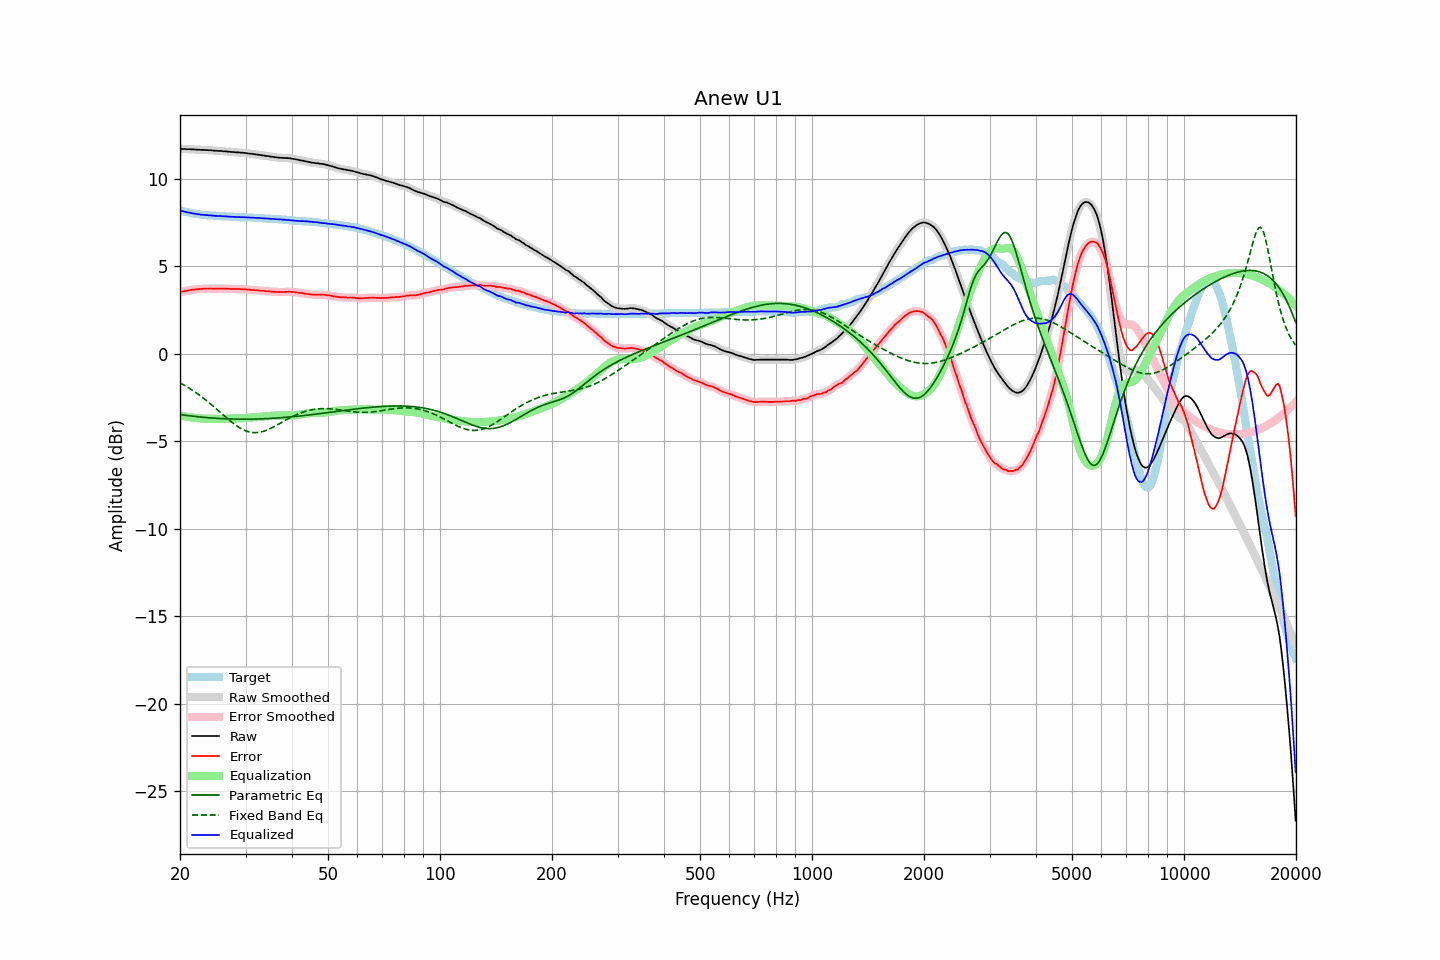 Anew U1
Amplitude (dBr)
10
5
0
−5
−10
−15
−20
−25
Target
Raw Smoothed
Error Smoothed
Raw
Error
Equalization
Parametric Eq
Fixed Band Eq
Equalized
20 50 100 200 500 1000 2000 5000 10000 20000
Frequency (Hz)